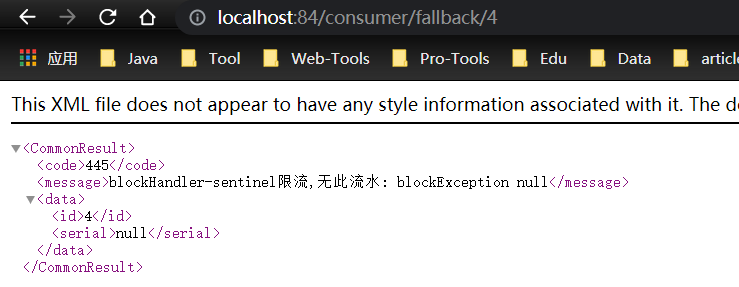 localhost:84/consumer/fallback/4
应用 Java Tool Web-Tools Pro-Tools Edu Data article
This XML file does not appear to have any style information associated with it. The d
<CommonResult>
<code>445</code>
<message>blockHandler-sentinel限流,无此流水: blockException null</message>
<data>
<id>4</id>
<serial>null</serial>
</data>
</CommonResult>